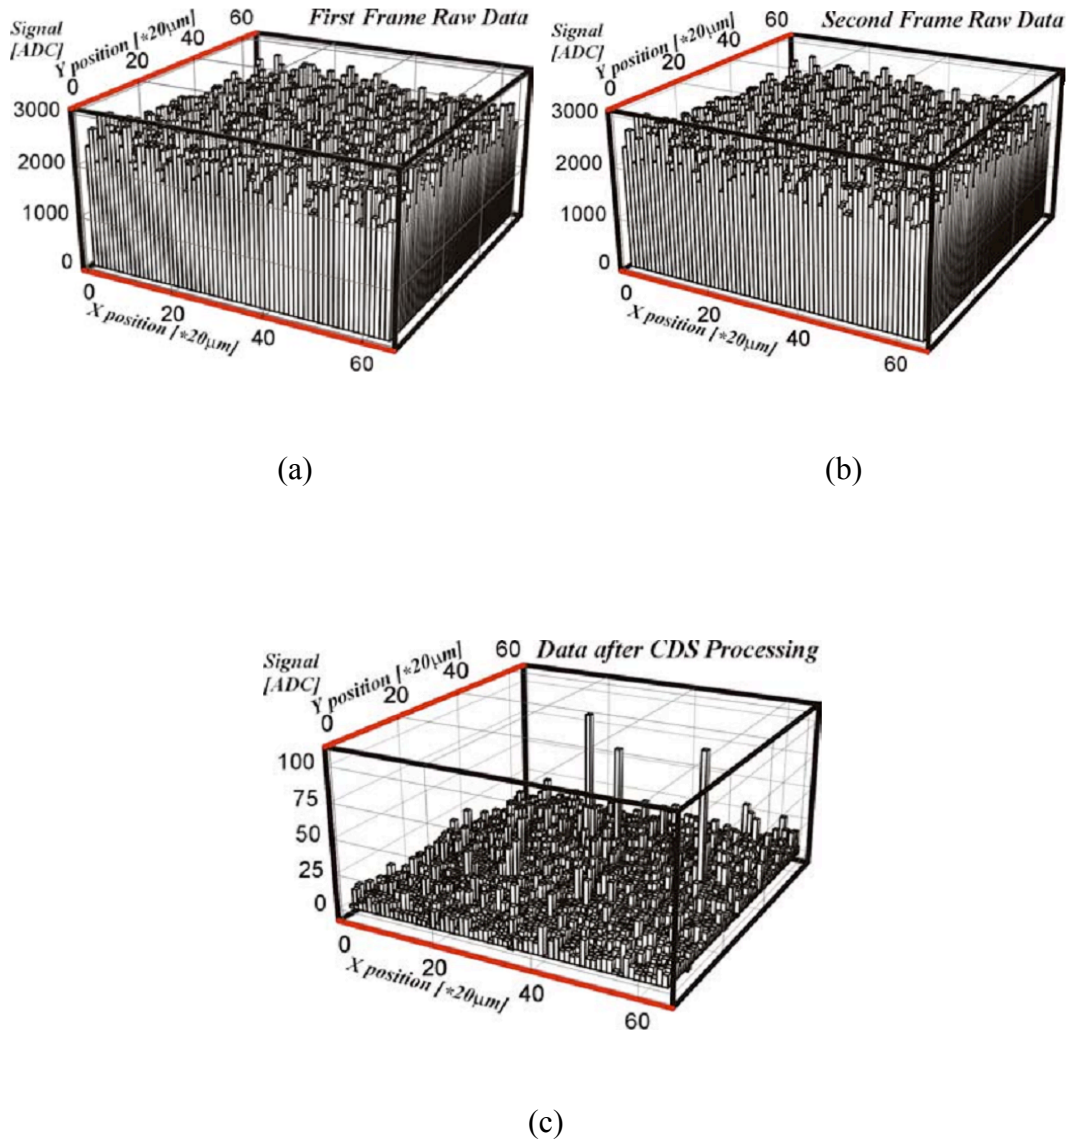 First Frame Raw Data
Signal
[ADC]
Y position [*20μm]
0
20
40
60
3000
2000
1000
0
0
20
40
60
X position [*20μm]
(a)
Second Frame Raw Data
Signal
[ADC]
Y position [*20μm]
0
20
40
60
3000
2000
1000
0
0
20
40
60
X position [*20μm]
(b)
Data after CDS Processing
Signal
[ADC]
Y position [*20μm]
0
20
40
60
100
75
50
25
0
0
20
40
60
X position [*20μm]
(c)